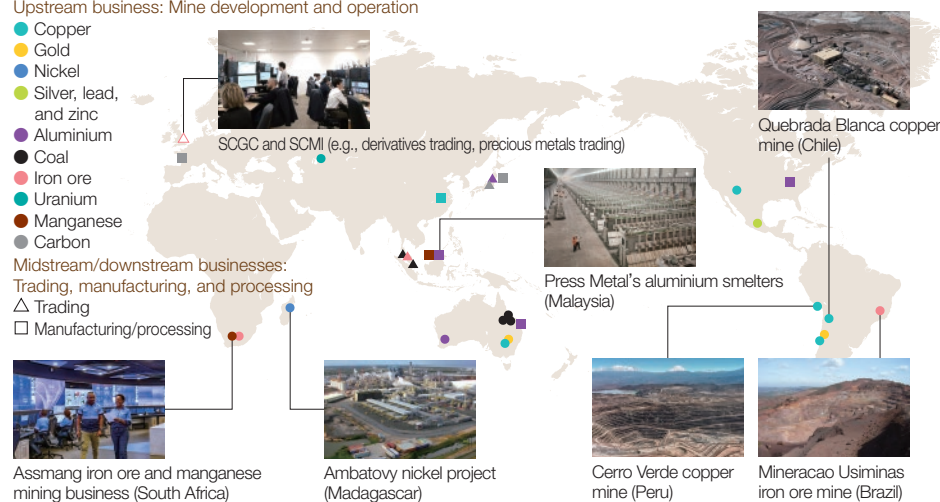 Upstream business: Mine development and operation
Copper
Gold
Nickel
Silver, lead,
and zinc
Aluminium
Coal
Iron ore
Uranium
Manganese
Carbon
Midstream/downstream businesses:
Trading, manufacturing, and processing
Trading
Manufacturing/processing
SCGC and SCMI (e.g., derivatives trading, precious metals trading)
Quebrada Blanca copper
mine (Chile)
Press Metal's aluminium smelters
(Malaysia)
Assmang iron ore and manganese
mining business (South Africa)
Ambatovy nickel project
(Madagascar)
Cerro Verde copper
mine (Peru)
Mineracao Usiminas
iron ore mine (Brazil)